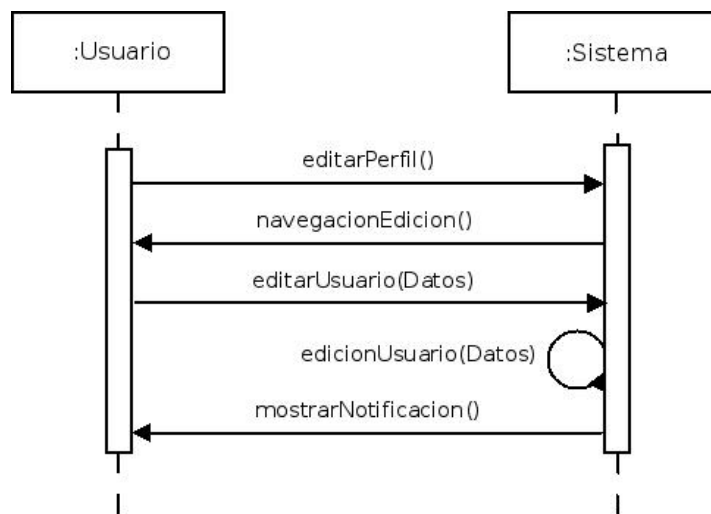 :Usuario
:Sistema
editarPerfil()
navegacionEdicion()
editarUsuario(Datos)
edicionUsuario(Datos)
mostrarNotificacion()